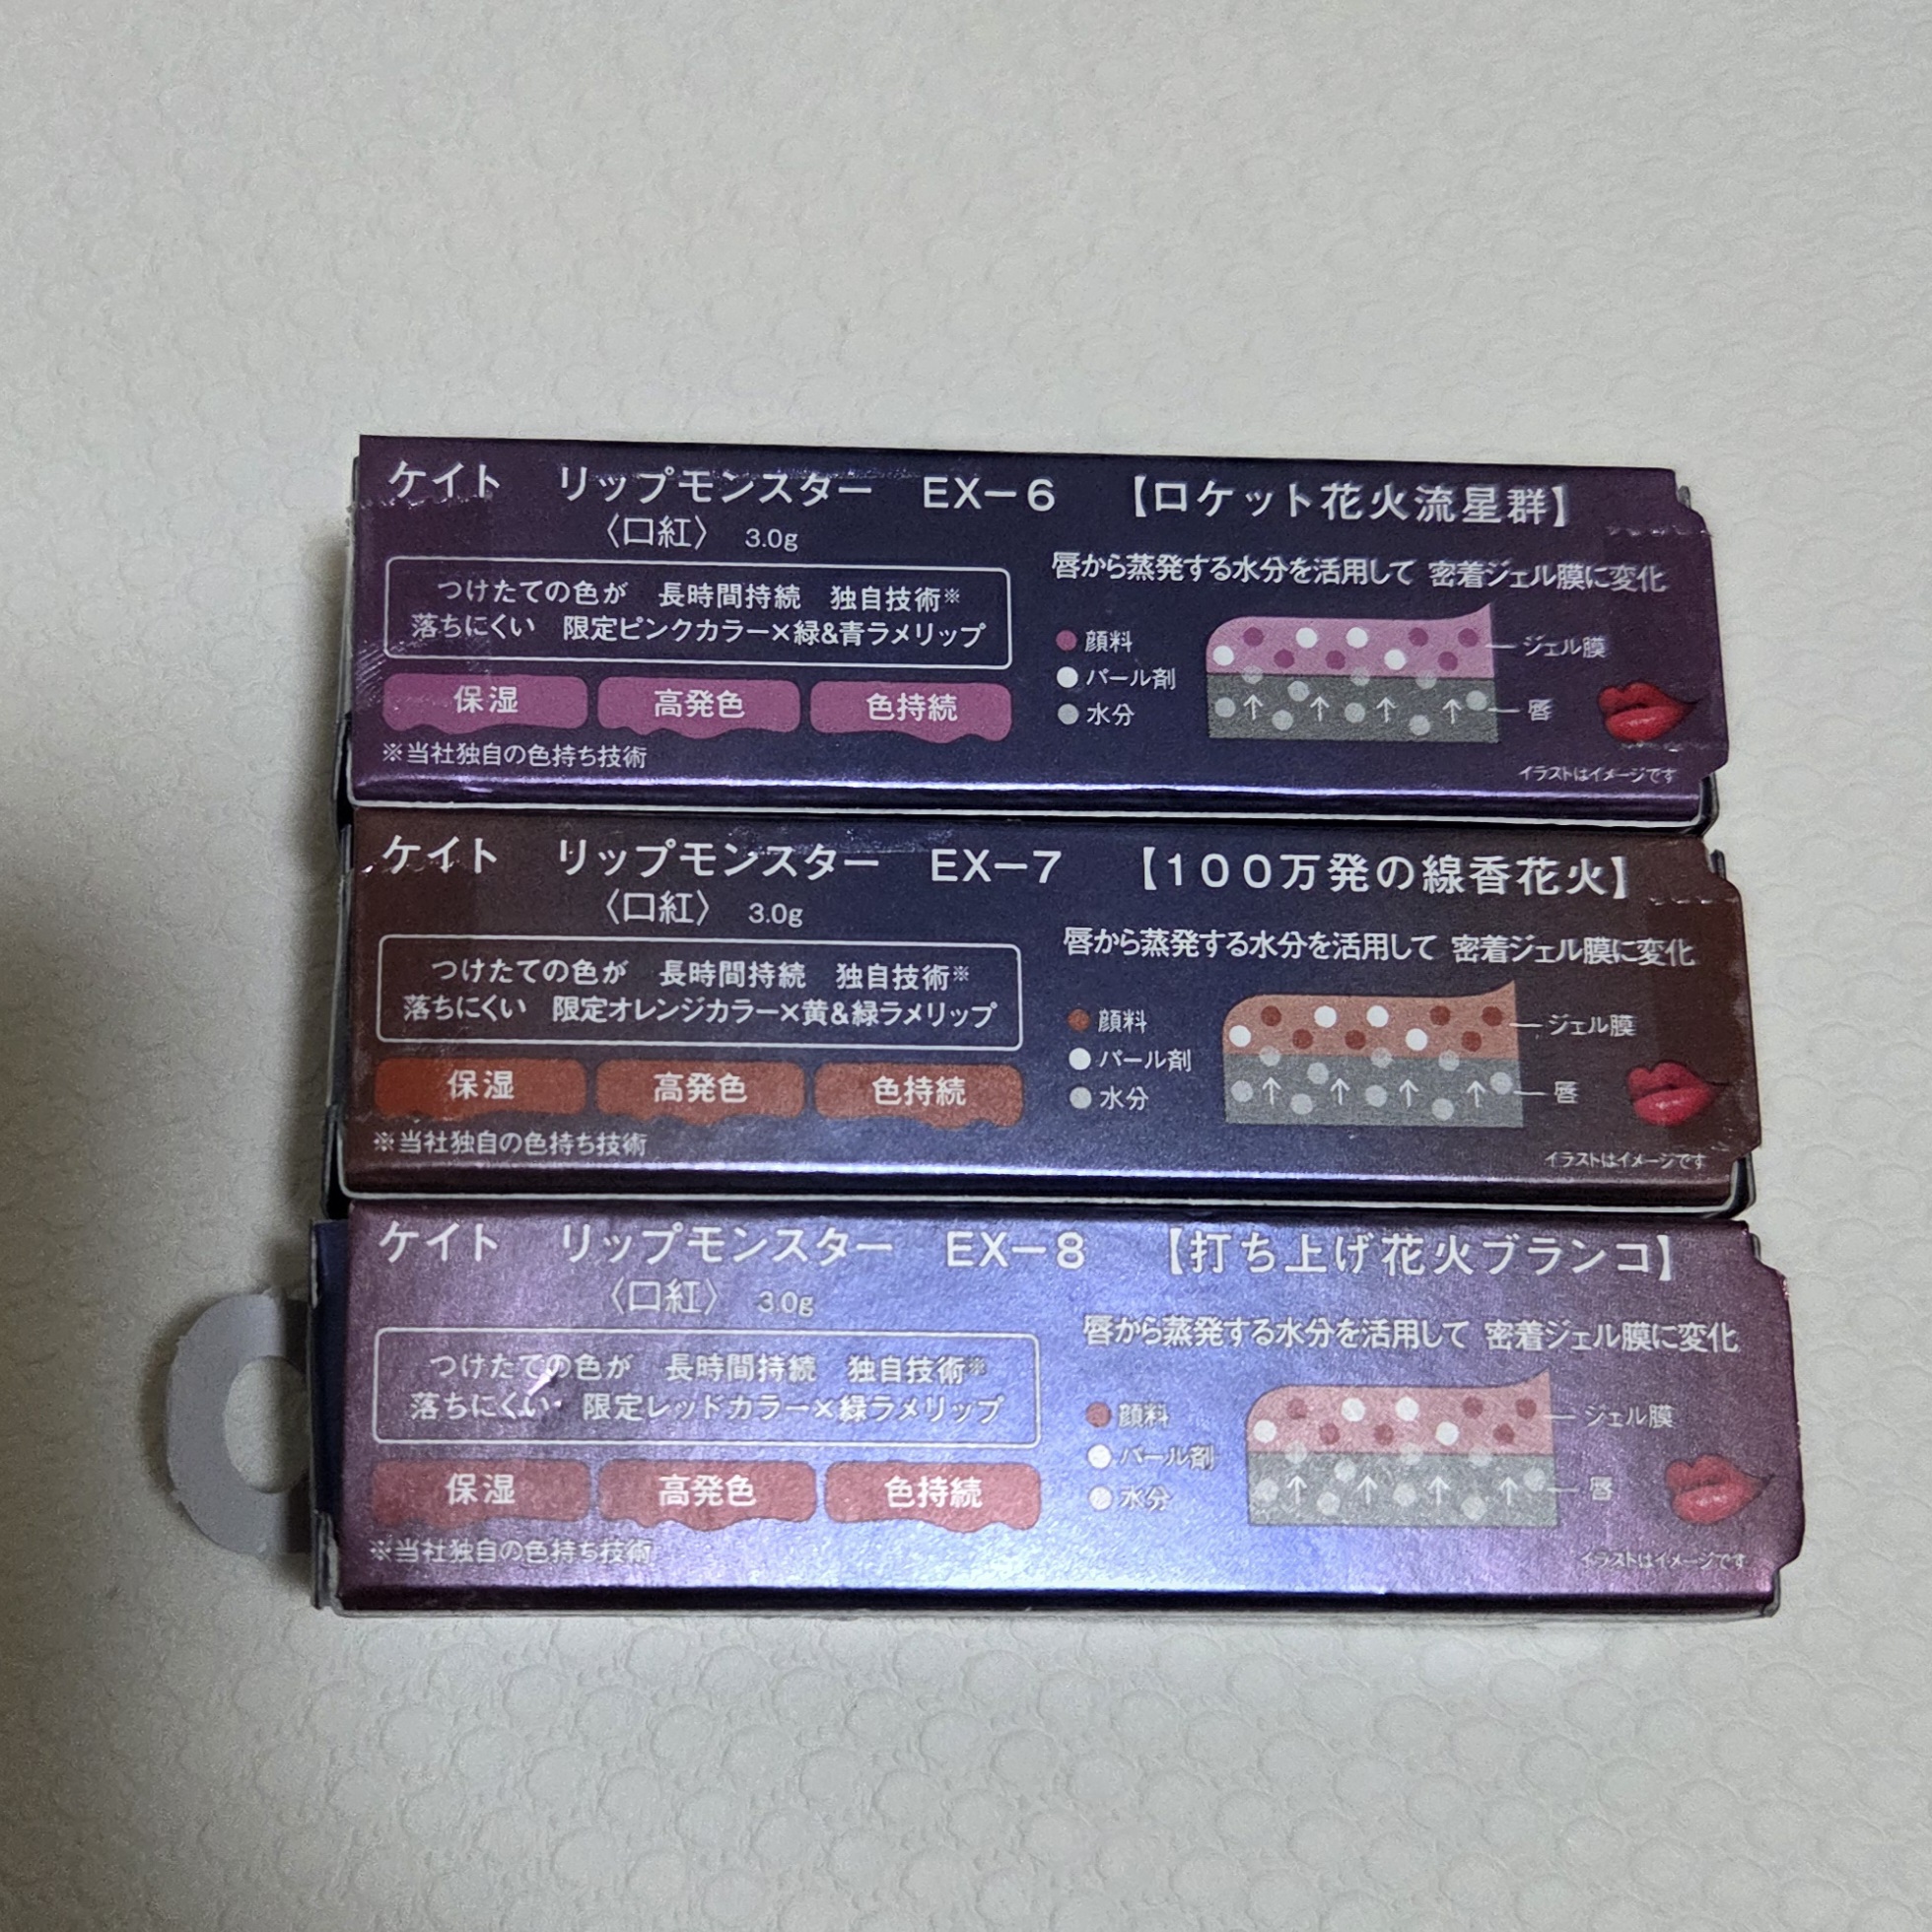 ケイト　リップモンスター　EX−6　【ロケット花火流星群】
〈口紅〉 3.0g
つけたての色が　長時間持続　独自技術※
落ちにくい　限定ピンクカラー×緑&青ラメリップ
保湿
高発色
色持続
※当社独自の色持ち技術
唇から蒸発する水分を活用して 密着ジェル膜に変化
顔料
パール剤
水分
ジェル膜
唇
イラストはイメージです
ケイト　リップモンスター　EX−7　【100万発の線香花火】
〈口紅〉 3.0g
つけたての色が　長時間持続　独自技術※
落ちにくい　限定オレンジカラー×黄&緑ラメリップ
保湿
高発色
色持続
※当社独自の色持ち技術
唇から蒸発する水分を活用して 密着ジェル膜に変化
顔料
パール剤
水分
ジェル膜
唇
イラストはイメージです
ケイト　リップモンスター　EX−8　【打ち上げ花火ブランコ】
〈口紅〉 3.0g
つけたての色が　長時間持続　独自技術※
落ちにくい　限定レッドカラー×緑ラメリップ
保湿
高発色
色持続
※当社独自の色持ち技術
唇から蒸発する水分を活用して 密着ジェル膜に変化
顔料
パール剤
水分
ジェル膜
唇
イラストはイメージです